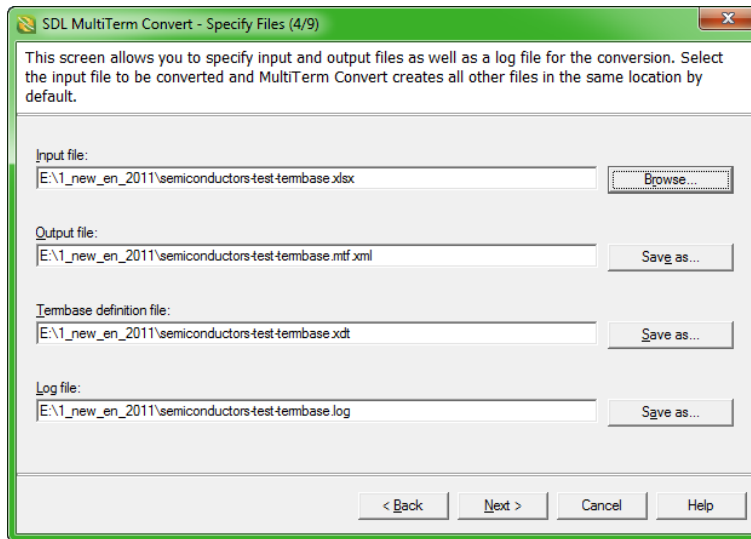 SDL MultiTerm Convert - Specify Files (4/9)
This screen allows you to specify input and output files as well as a log file for the conversion. Select
the input file to be converted and MultiTerm Convert creates all other files in the same location by
default.
Input file:
E:\1_new_en_2011\semiconductors-test-termbase.xlsx
Browse...
Output file:
E:\1_new_en_2011\semiconductors-test-termbase.mtf.xml
Save as...
Termbase definition file:
E:\1_new_en_2011\semiconductors-test-termbase.xdt
Save as...
Log file:
E:\1_new_en_2011\semiconductors-test-termbase.log
Save as...
< Back Next > Cancel Help